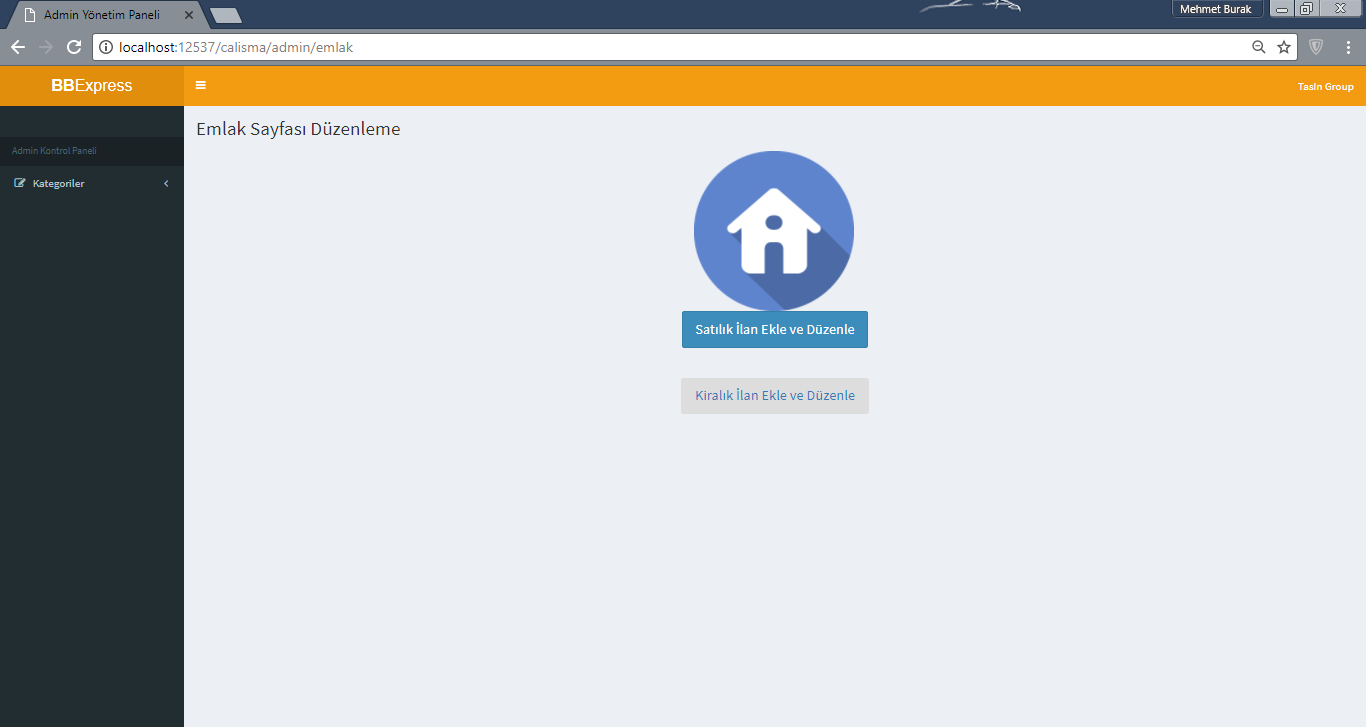 Admin Yönetim Paneli
Mehmet Burak
localhost:12537/calisma/admin/emlak
BBExpress
Tasln Group
Emlak Sayfası Düzenleme
Admin Kontrol Paneli
Kategoriler
Satılık İlan Ekle ve Düzenle
Kiralık İlan Ekle ve Düzenle